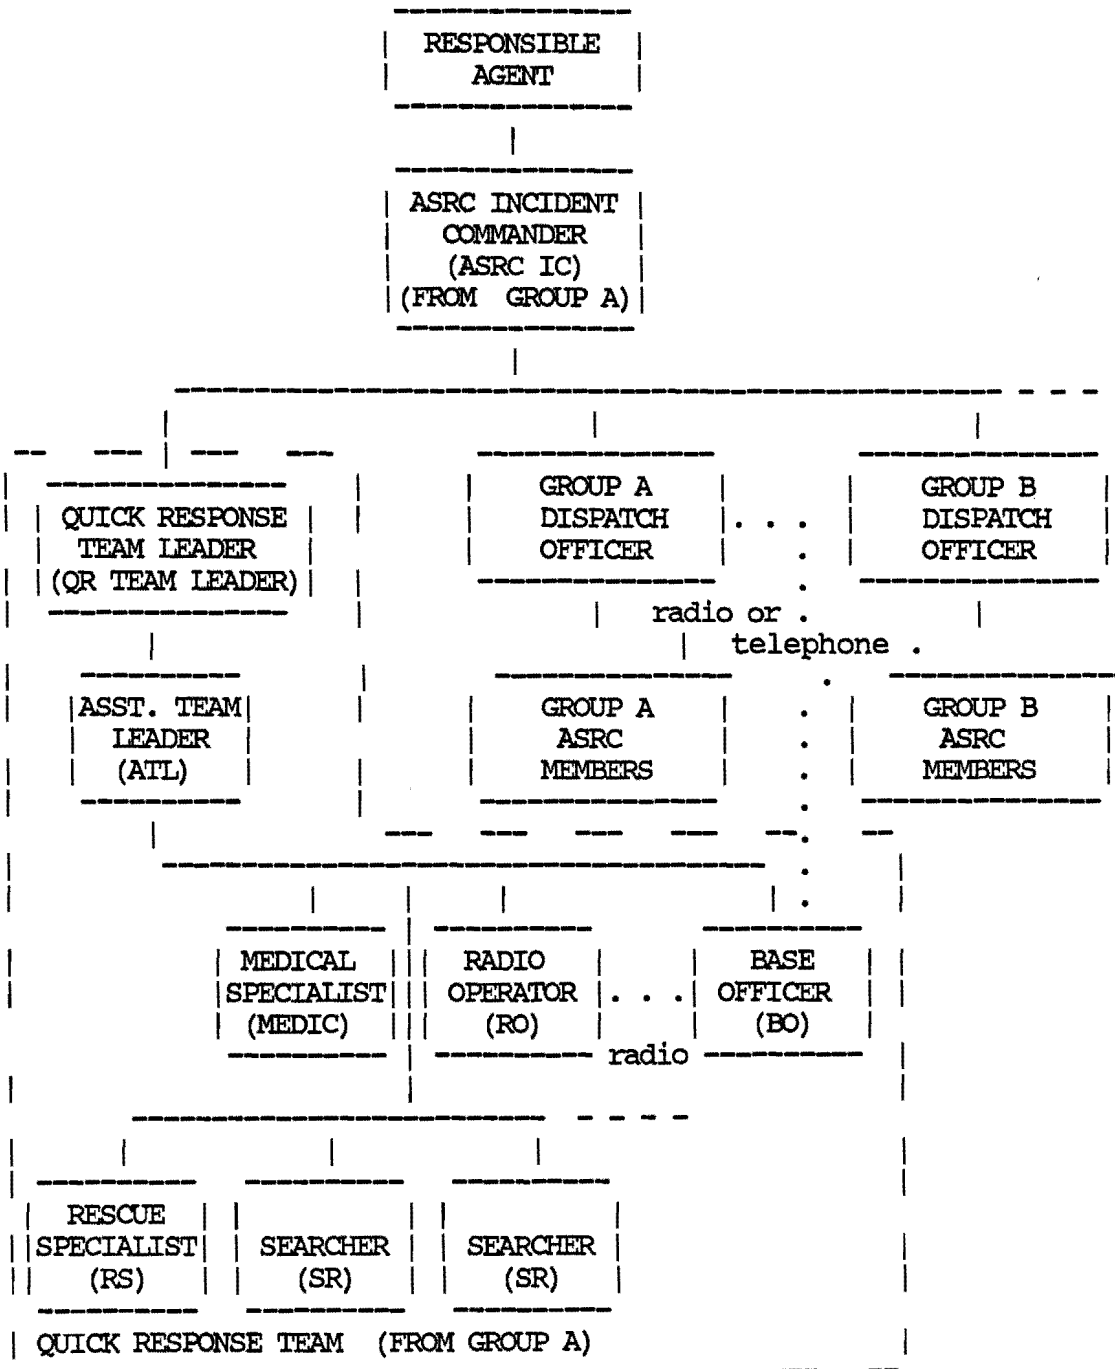 RESPONSIBLE
AGENT
ASRC INCIDENT
COMMANDER
(ASRC IC)
(FROM GROUP A)
QUICK RESPONSE
TEAM LEADER
(QR TEAM LEADER)
GROUP A
DISPATCH
OFFICER
GROUP B
DISPATCH
OFFICER
radio or
telephone
ASST. TEAM
LEADER
(ATL)
GROUP A
ASRC
MEMBERS
GROUP B
ASRC
MEMBERS
MEDICAL
SPECIALIST
(MEDIC)
RADIO
OPERATOR
(RO)
radio
BASE
OFFICER
(BO)
RESCUE
SPECIALIST
(RS)
SEARCHER
(SR)
SEARCHER
(SR)
QUICK RESPONSE TEAM (FROM GROUP A)